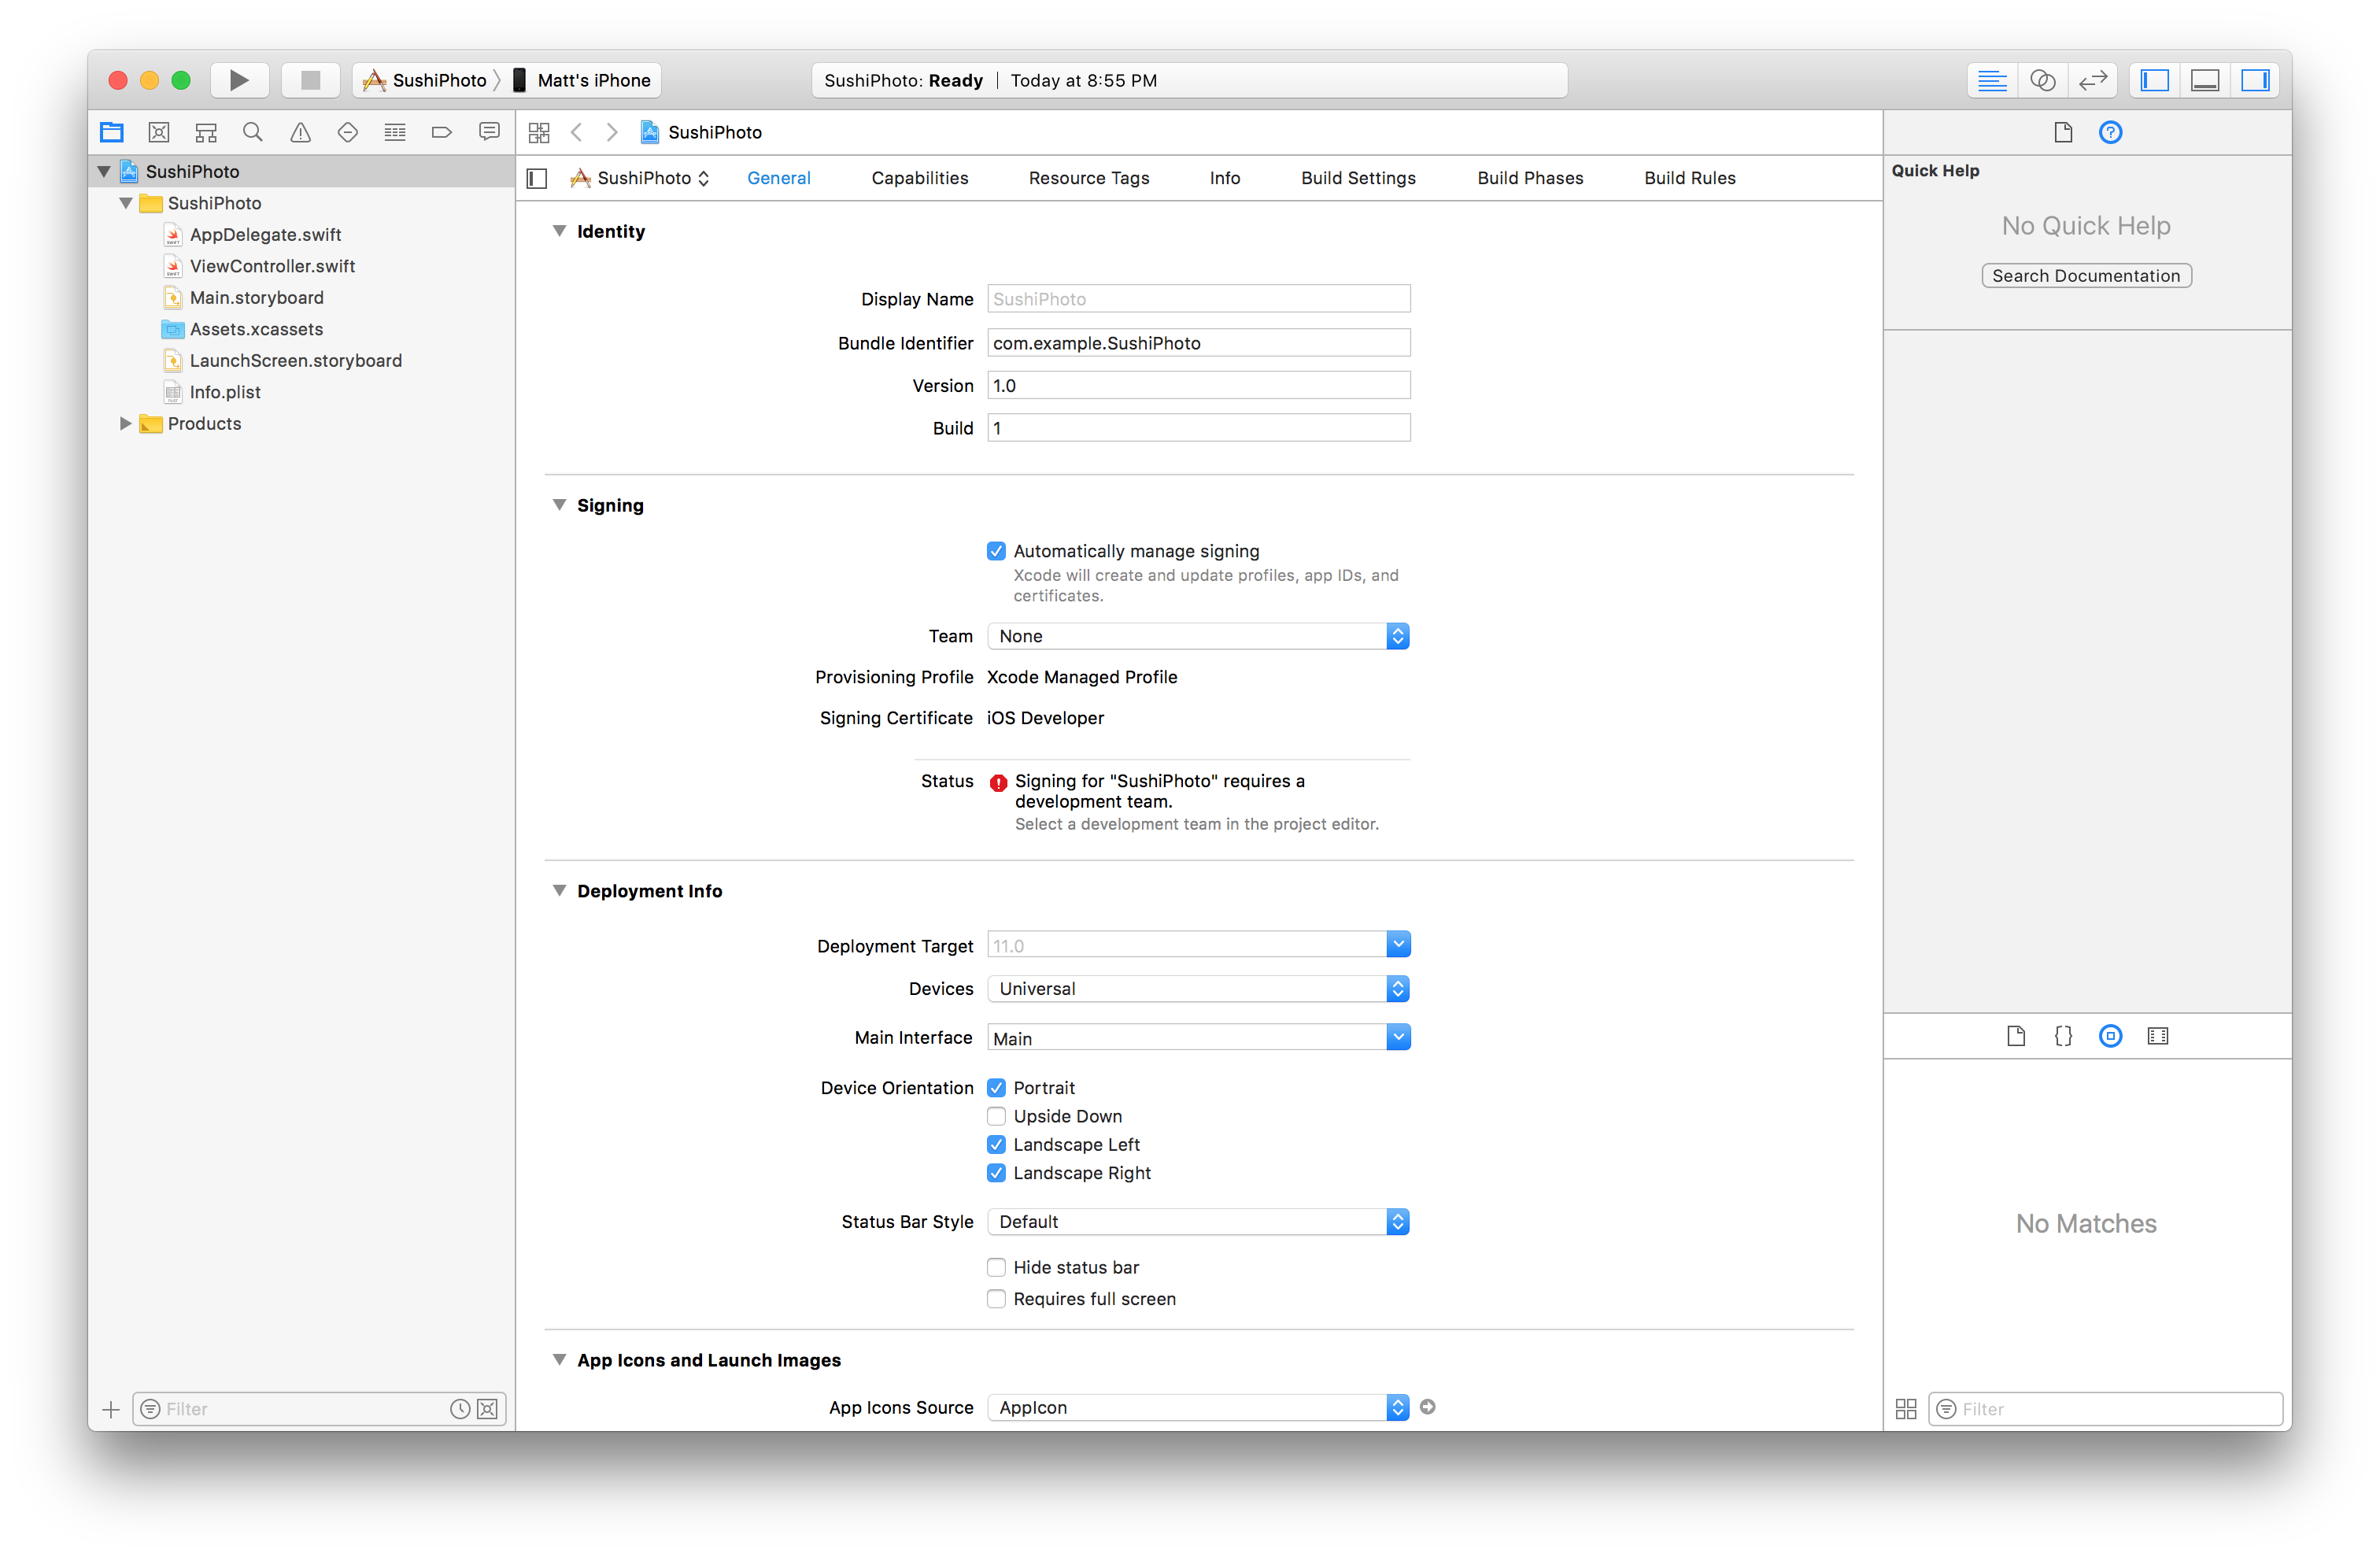 SushiPhoto
Matt's iPhone
SushiPhoto: Ready
Today at 8:55 PM
SushiPhoto
SushiPhoto
SushiPhoto
AppDelegate.swift
ViewController.swift
Main.storyboard
Assets.xcassets
LaunchScreen.storyboard
Info.plist
Products
Filter
SushiPhoto
General
Capabilities
Resource Tags
Info
Build Settings
Build Phases
Build Rules
Identity
Display Name SushiPhoto
Bundle Identifier com.example.SushiPhoto
Version 1.0
Build 1
Signing
Automatically manage signing
Xcode will create and update profiles, app IDs, and
certificates.
Team None
Provisioning Profile Xcode Managed Profile
Signing Certificate iOS Developer
Status Signing for "SushiPhoto" requires a
development team.
Select a development team in the project editor.
Deployment Info
Deployment Target 11.0
Devices Universal
Main Interface Main
Device Orientation Portrait
Upside Down
Landscape Left
Landscape Right
Status Bar Style Default
Hide status bar
Requires full screen
App Icons and Launch Images
App Icons Source AppIcon
Quick Help
No Quick Help
Search Documentation
{}
No Matches
Filter